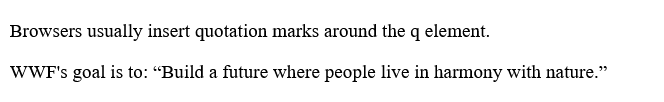 Browsers usually insert quotation marks around the q element.
WWF's goal is to: “Build a future where people live in harmony with nature.”